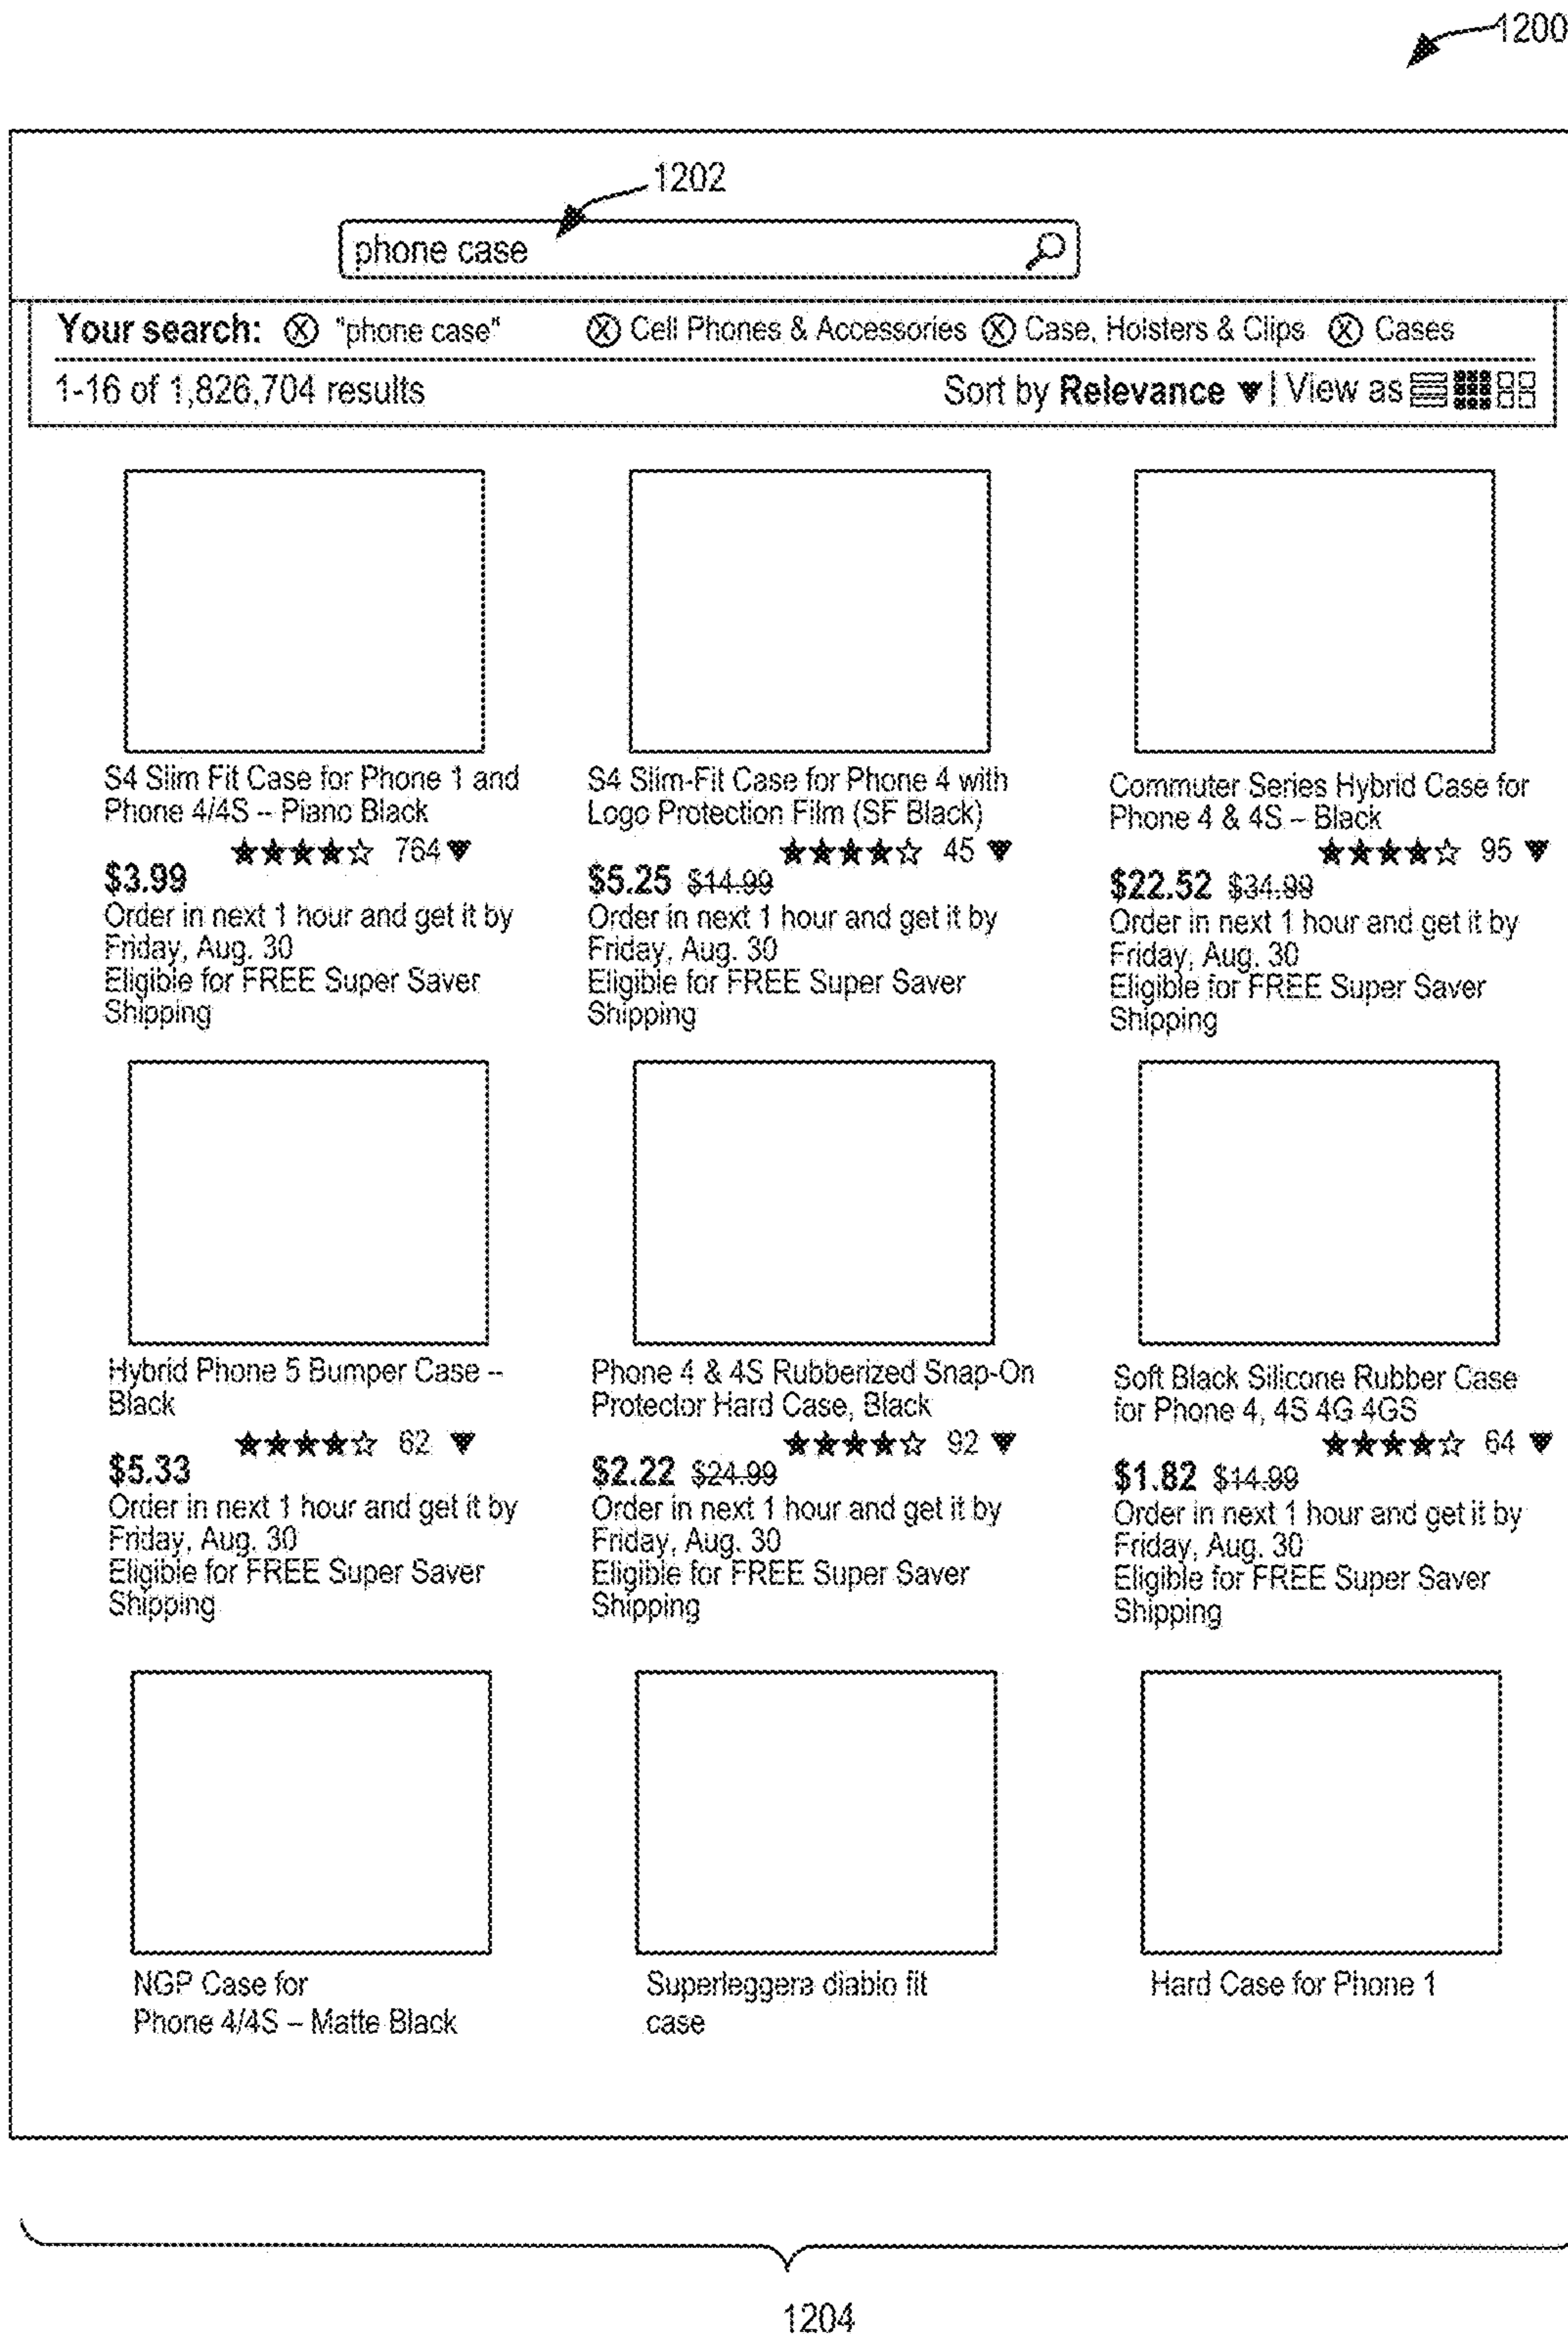 1200
1202
phone case
Your search: Ⓧ "phone case" Ⓧ Cell Phones & Accessories Ⓧ Case, Holsters & Clips Ⓧ Cases
1-16 of 1,826,704 results
Sort by Relevance ▼ | View as
S4 Slim Fit Case for Phone 1 and
Phone 4/4S -- Piano Black
★★★★☆ 764 ▼
$3.99
Order in next 1 hour and get it by
Friday, Aug. 30
Eligible for FREE Super Saver
Shipping
S4 Slim-Fit Case for Phone 4 with
Logo Protection Film (SF Black)
★★★★☆ 45 ▼
$5.25 $14.99
Order in next 1 hour and get it by
Friday, Aug. 30
Eligible for FREE Super Saver
Shipping
Commuter Series Hybrid Case for
Phone 4 & 4S – Black
★★★★☆ 95 ▼
$22.52 $34.99
Order in next 1 hour and get it by
Friday, Aug. 30
Eligible for FREE Super Saver
Shipping
Hybrid Phone 5 Bumper Case --
Black
★★★★☆ 62 ▼
$5.33
Order in next 1 hour and get it by
Friday, Aug. 30
Eligible for FREE Super Saver
Shipping
Phone 4 & 4S Rubberized Snap-On
Protector Hard Case, Black
★★★★☆ 92 ▼
$2.22 $24.99
Order in next 1 hour and get it by
Friday, Aug. 30
Eligible for FREE Super Saver
Shipping
Soft Black Silicone Rubber Case
for Phone 4, 4S 4G 4GS
★★★★☆ 64 ▼
$1.82 $14.99
Order in next 1 hour and get it by
Friday, Aug. 30
Eligible for FREE Super Saver
Shipping
NGP Case for
Phone 4/4S – Matte Black
Superleggera diablo fit
case
Hard Case for Phone 1
1204